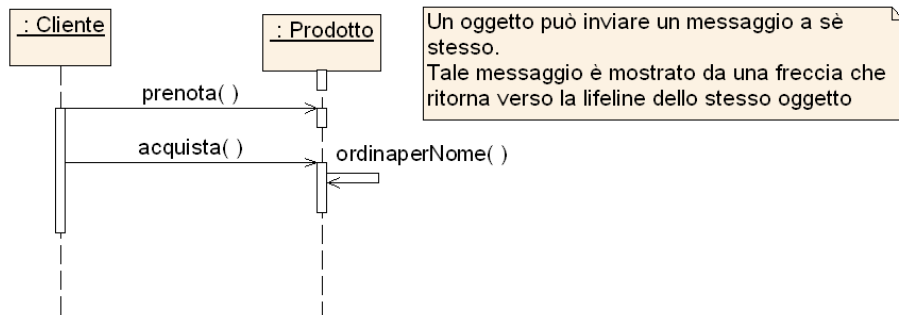 : Cliente
: Prodotto
Un oggetto può inviare un messaggio a sè
stesso.
Tale messaggio è mostrato da una freccia che
ritorna verso la lifeline dello stesso oggetto
prenota( )
acquista( )
ordinaperNome( )